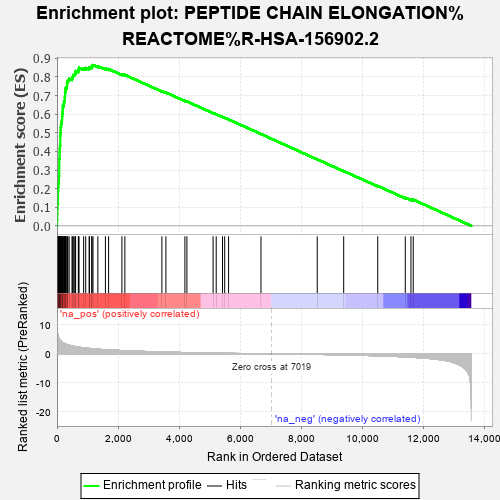 Enrichment plot: PEPTIDE CHAIN ELONGATION%
REACTOME%R-HSA-156902.2
Enrichment score (ES)
0.9
0.8
0.7
0.6
0.5
0.4
0.3
0.2
0.1
0.0
'na_pos' (positively correlated)
Ranked list metric (PreRanked)
10
0
-10
-20
Zero cross at 7019
'na_neg' (negatively correlated)
0 2,000 4,000 6,000 8,000 10,000 12,000 14,000
Rank in Ordered Dataset
Enrichment profile Hits Ranking metric scores